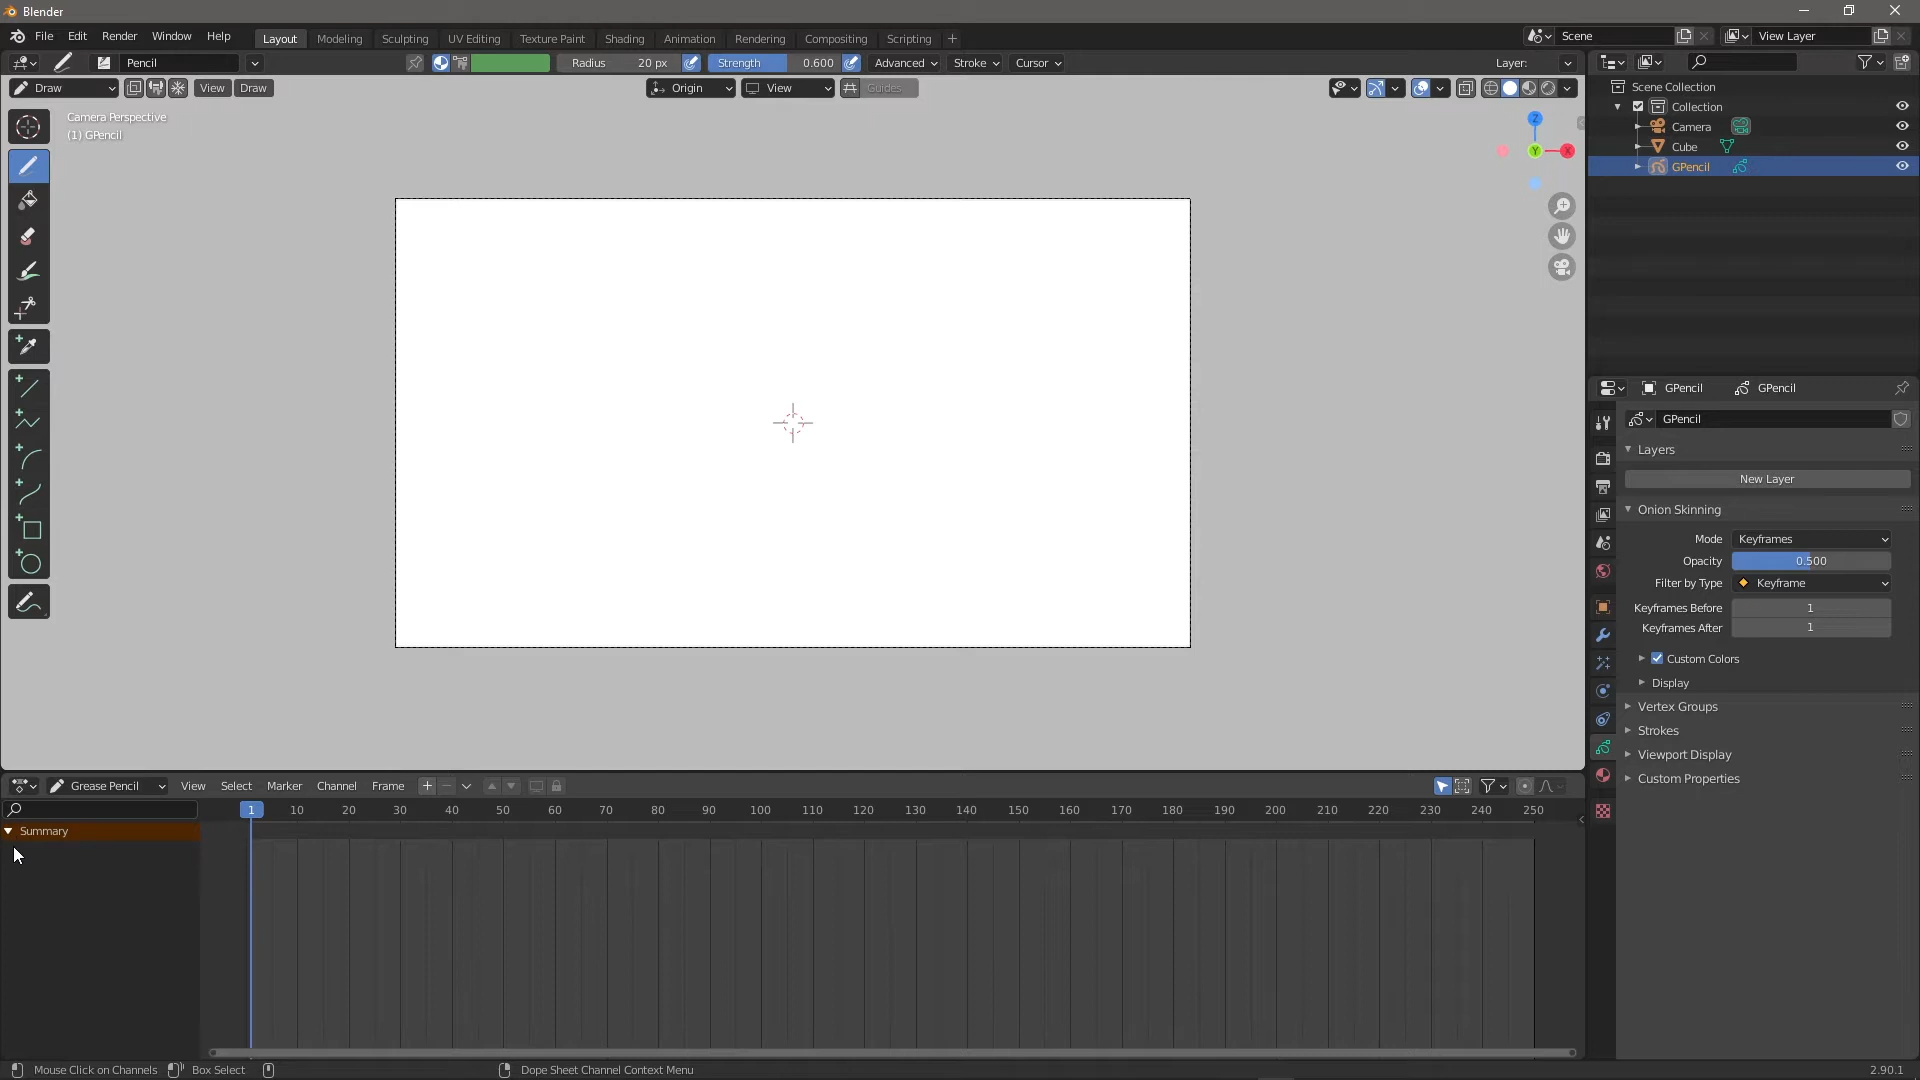 Blender
File Edit Render Window Help Layout Modeling Sculpting UV Editing Texture Paint Shading Animation Rendering Compositing Scripting Scene View Layer
Pencil Radius 20 px Strength 0.600 Advanced Stroke Cursor Layer:
Draw View Draw Origin View Guides
Camera Perspective
(1) GPencil
Z
Y X
Scene Collection
Collection
Camera
Cube
GPencil
GPencil GPencil
GPencil
Layers
New Layer
Onion Skinning
Mode Keyframes
Opacity 0.500
Filter by Type Keyframe
Keyframes Before 1
Keyframes After 1
Custom Colors
Display
Vertex Groups
Strokes
Viewport Display
Custom Properties
Grease Pencil View Select Marker Channel Frame
1 10 20 30 40 50 60 70 80 90 100 110 120 130 140 150 160 170 180 190 200 210 220 230 240 250
Summary
Mouse Click on Channels Box Select Dope Sheet Channel Context Menu 2.90.1